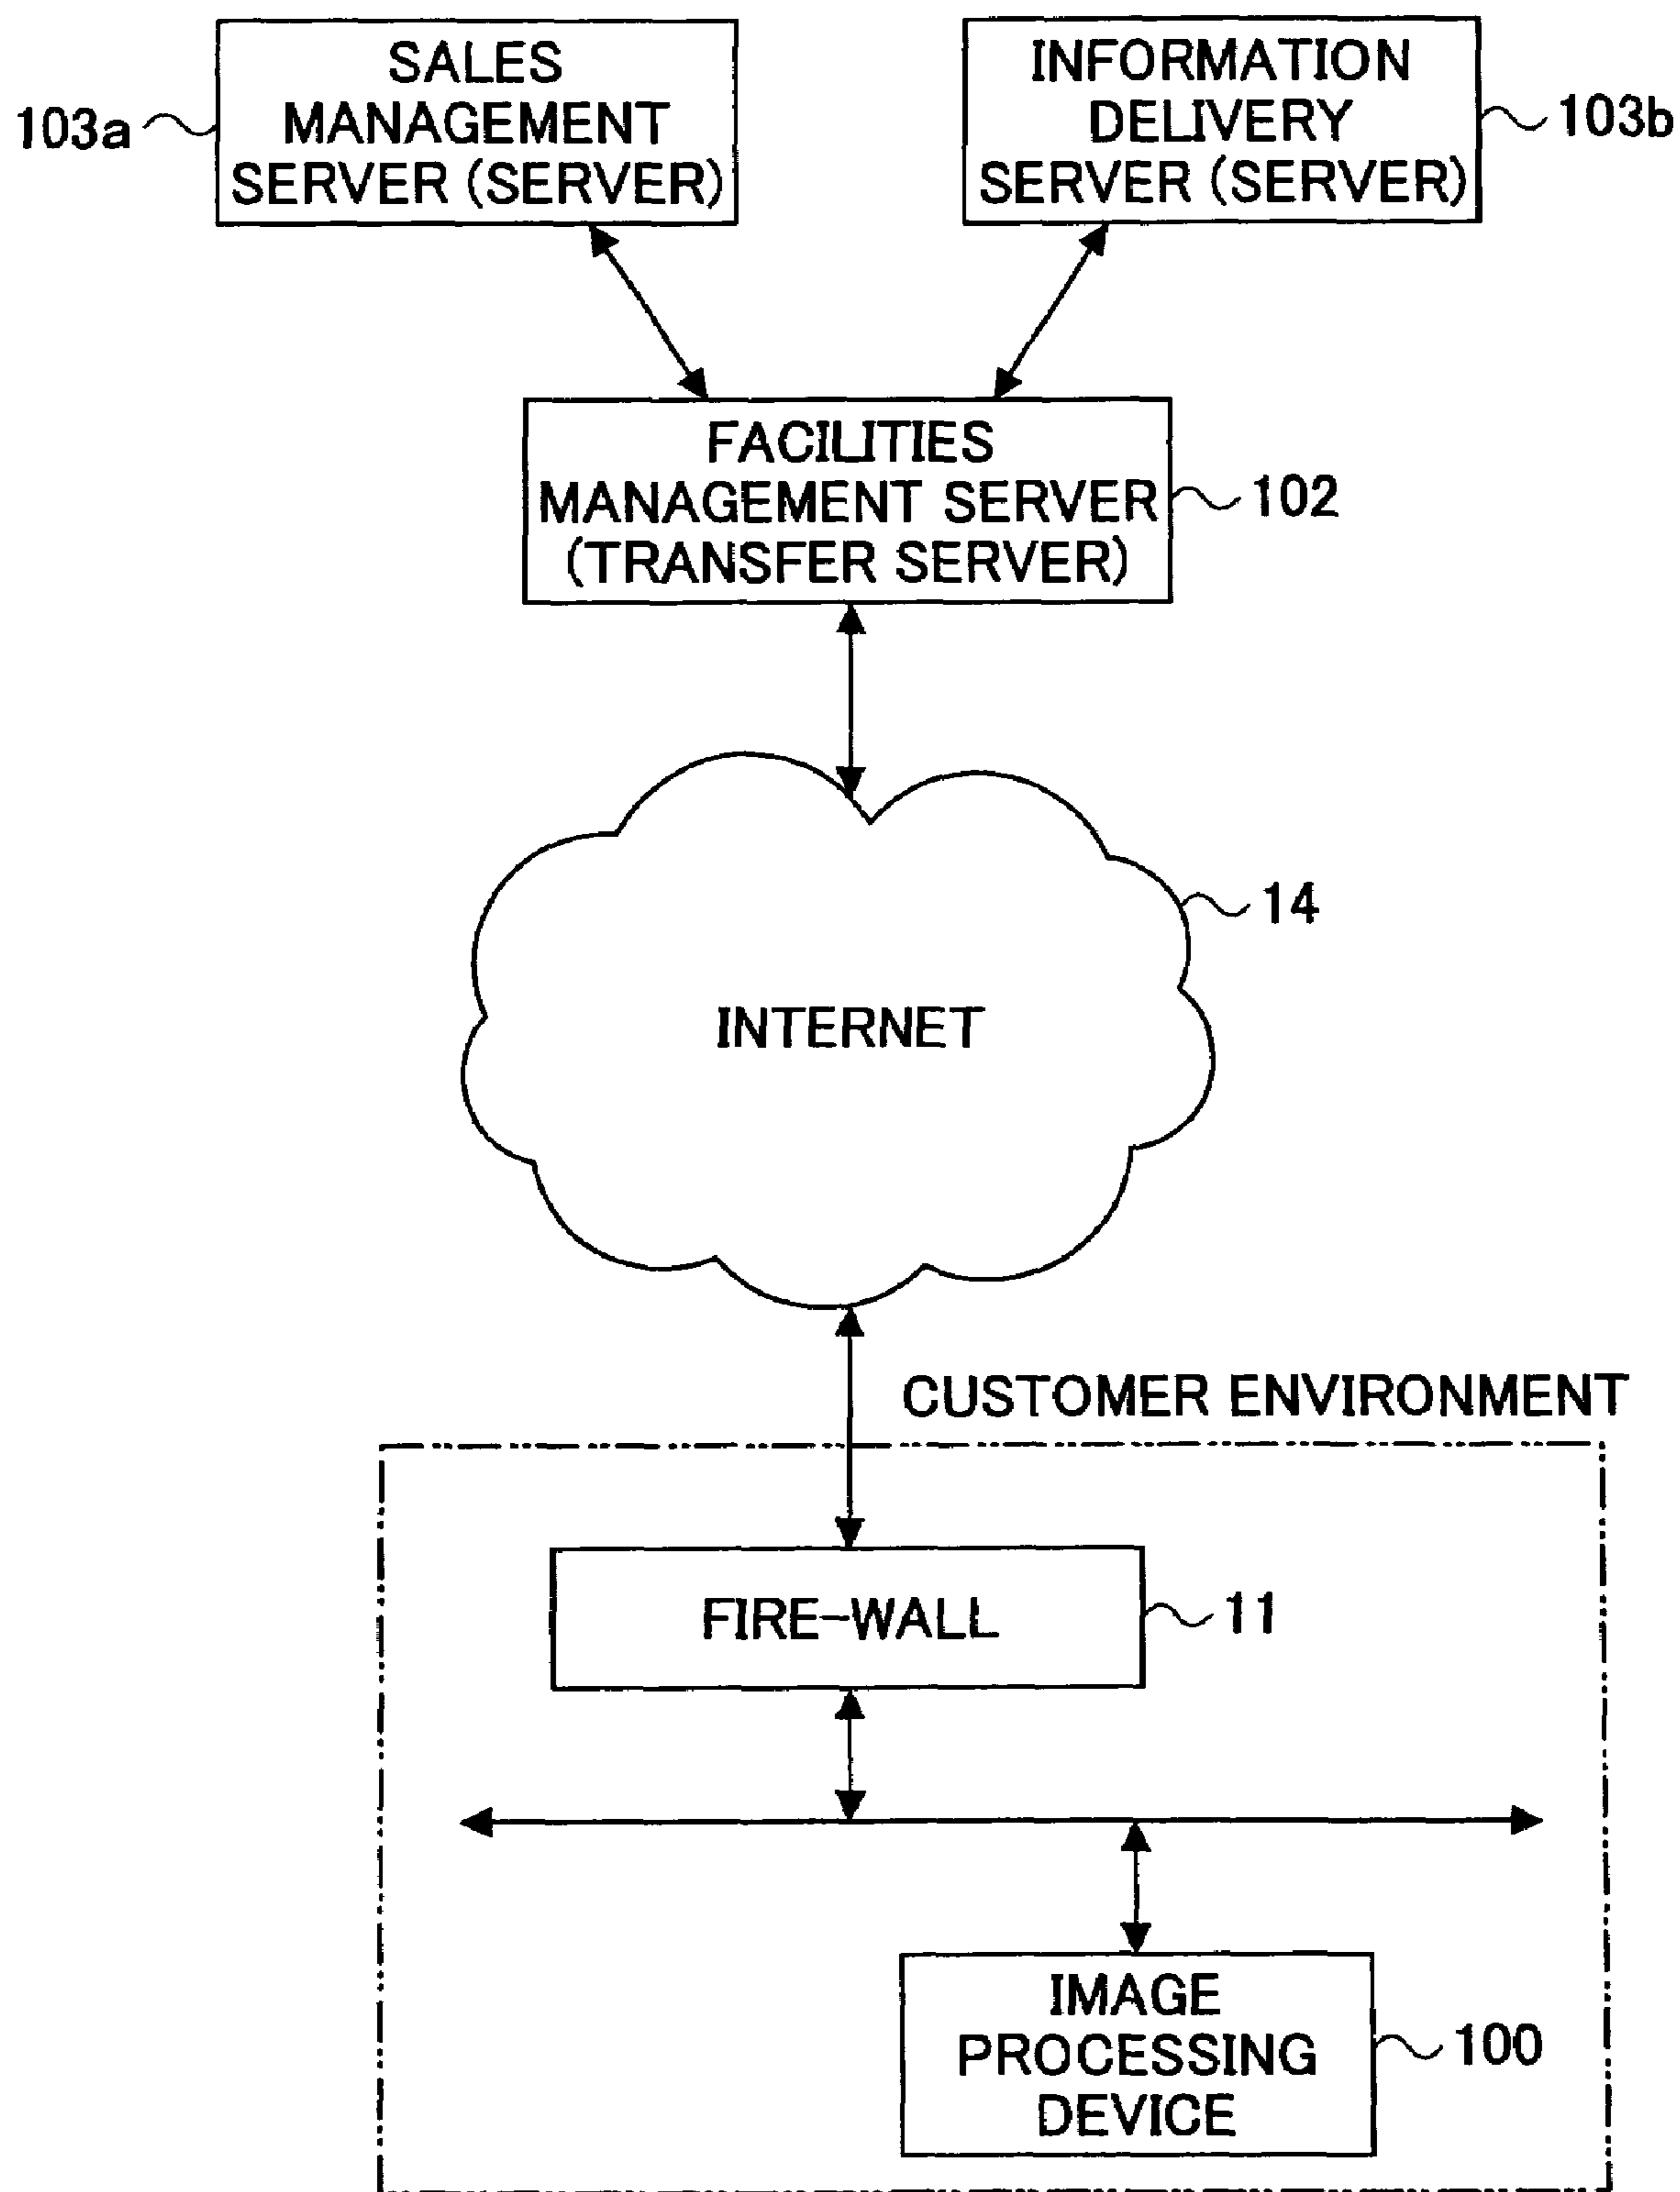 SALES
MANAGEMENT
SERVER (SERVER)
103a
INFORMATION
DELIVERY
SERVER (SERVER)
103b
FACILITIES
MANAGEMENT SERVER
(TRANSFER SERVER)
102
14
INTERNET
CUSTOMER ENVIRONMENT
FIRE-WALL
11
IMAGE
PROCESSING
DEVICE
100